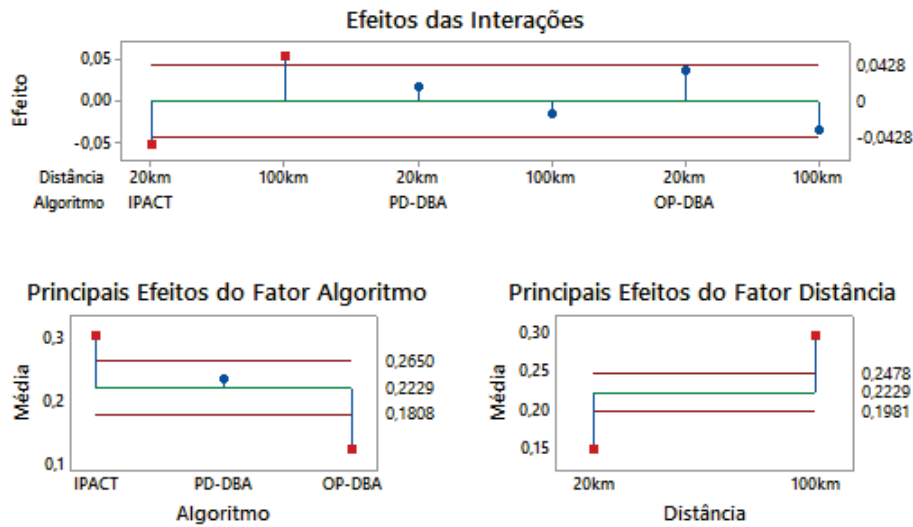 Efeitos das Interações
Efeito
0,05
0,00
-0,05
0,0428
0
-0,0428
Distância 20km 100km 20km 100km 20km 100km
Algoritmo IPACT PD-DBA OP-DBA
Principais Efeitos do Fator Algoritmo
Média
0,3
0,2
0,1
0,2650
0,2229
0,1808
IPACT PD-DBA OP-DBA
Algoritmo
Principais Efeitos do Fator Distância
Média
0,30
0,25
0,20
0,15
0,2478
0,2229
0,1981
20km 100km
Distância